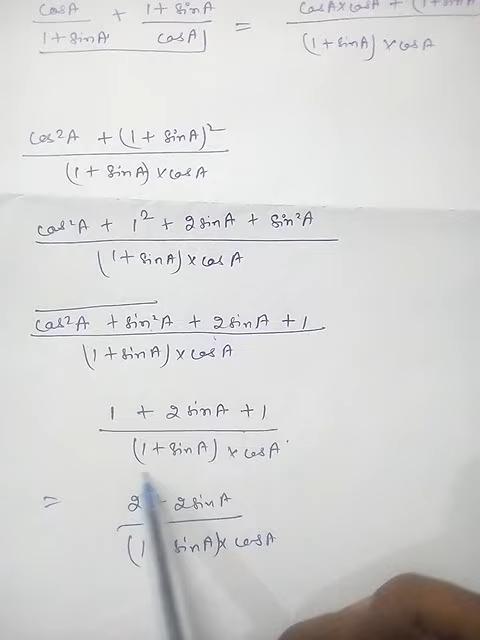 cosA / 1+sinA + 1+sinA / cosA = cosA×cosA + (1+sinA / (1+sinA)×cosA
cos²A + (1+sinA)² / (1+sinA)×cosA
cos²A + 1² + 2sinA + sin²A / (1+sinA)×cosA
cos²A + sin²A + 2sinA + 1 / (1+sinA)×cosA
1 + 2sinA + 1 / (1+sinA)×cosA
= 2 + 2sinA / (1 sinA)×cosA